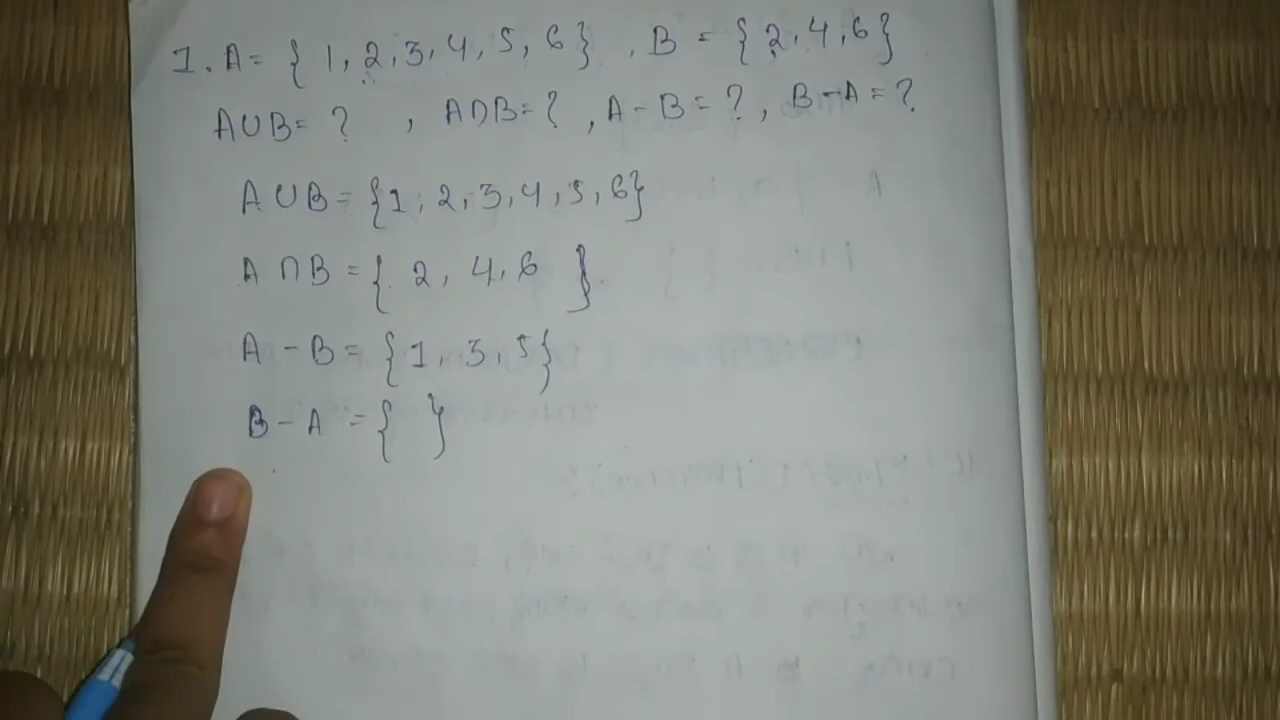 1. A = { 1, 2, 3, 4, 5, 6 } , B = { 2, 4, 6 }
A∪B = ? , A∩B = ? , A - B = ? , B - A = ?
A ∪ B = { 1, 2, 3, 4, 5, 6 }
A ∩ B = { 2, 4, 6 }
A - B = { 1, 3, 5 }
B - A = { }